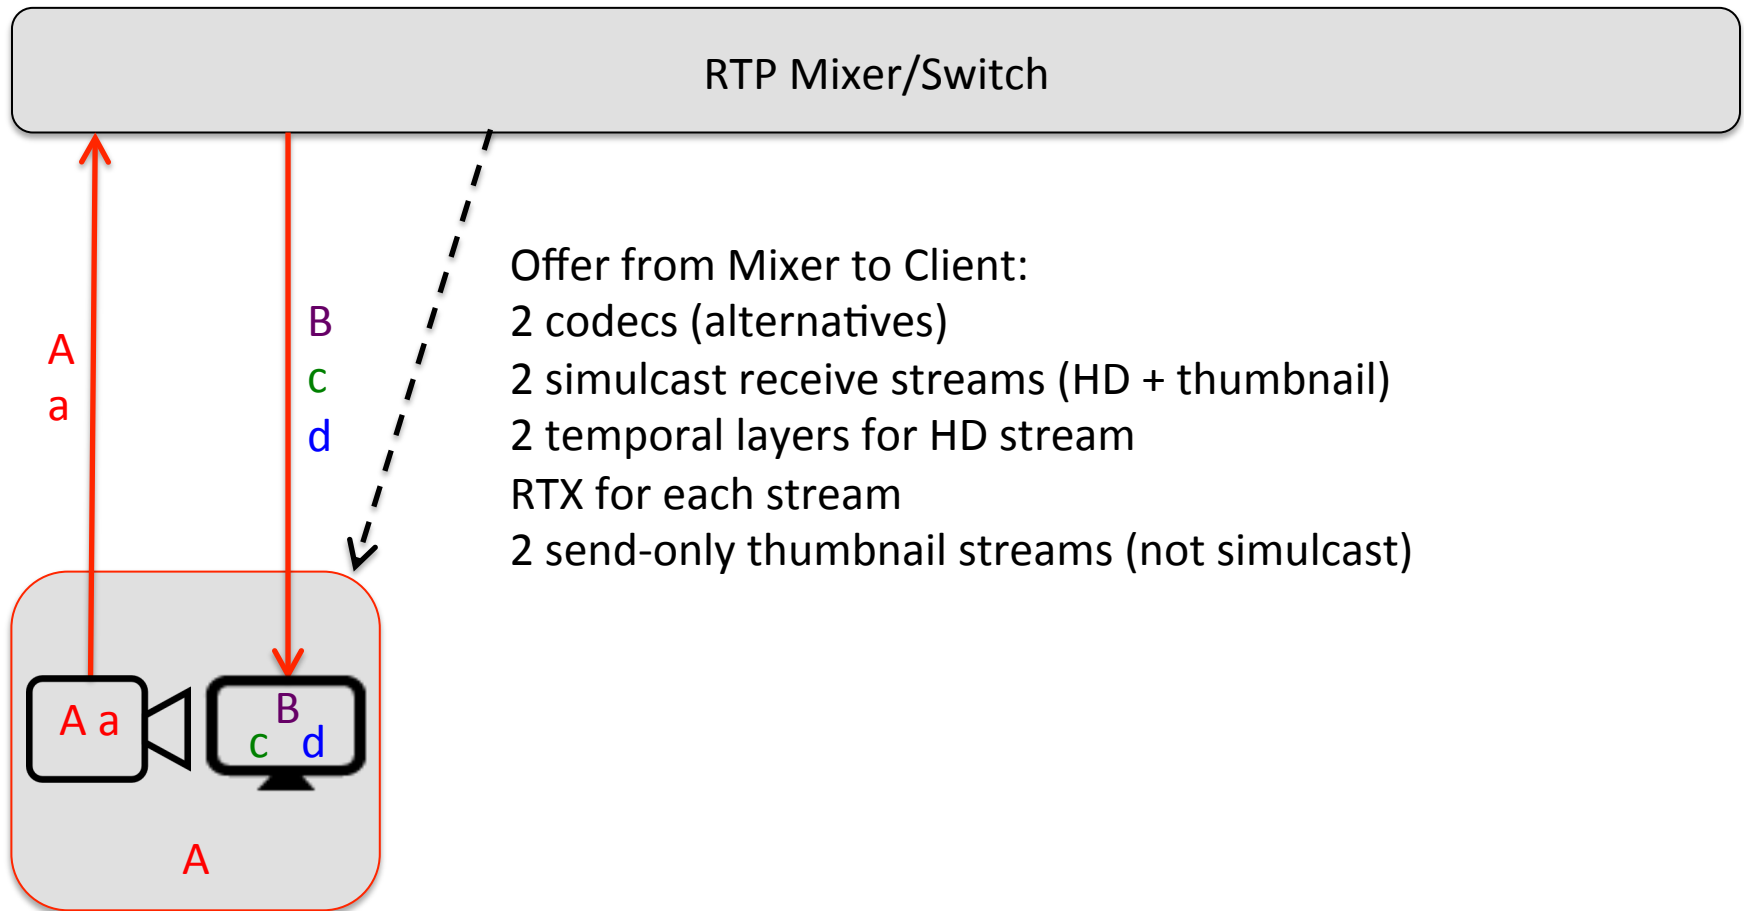 RTP Mixer/Switch
Offer from Mixer to Client:
2 codecs (alternatives)
2 simulcast receive streams (HD + thumbnail)
2 temporal layers for HD stream
RTX for each stream
2 send-only thumbnail streams (not simulcast)
A
a
B
c
d
A a
B
c d
A